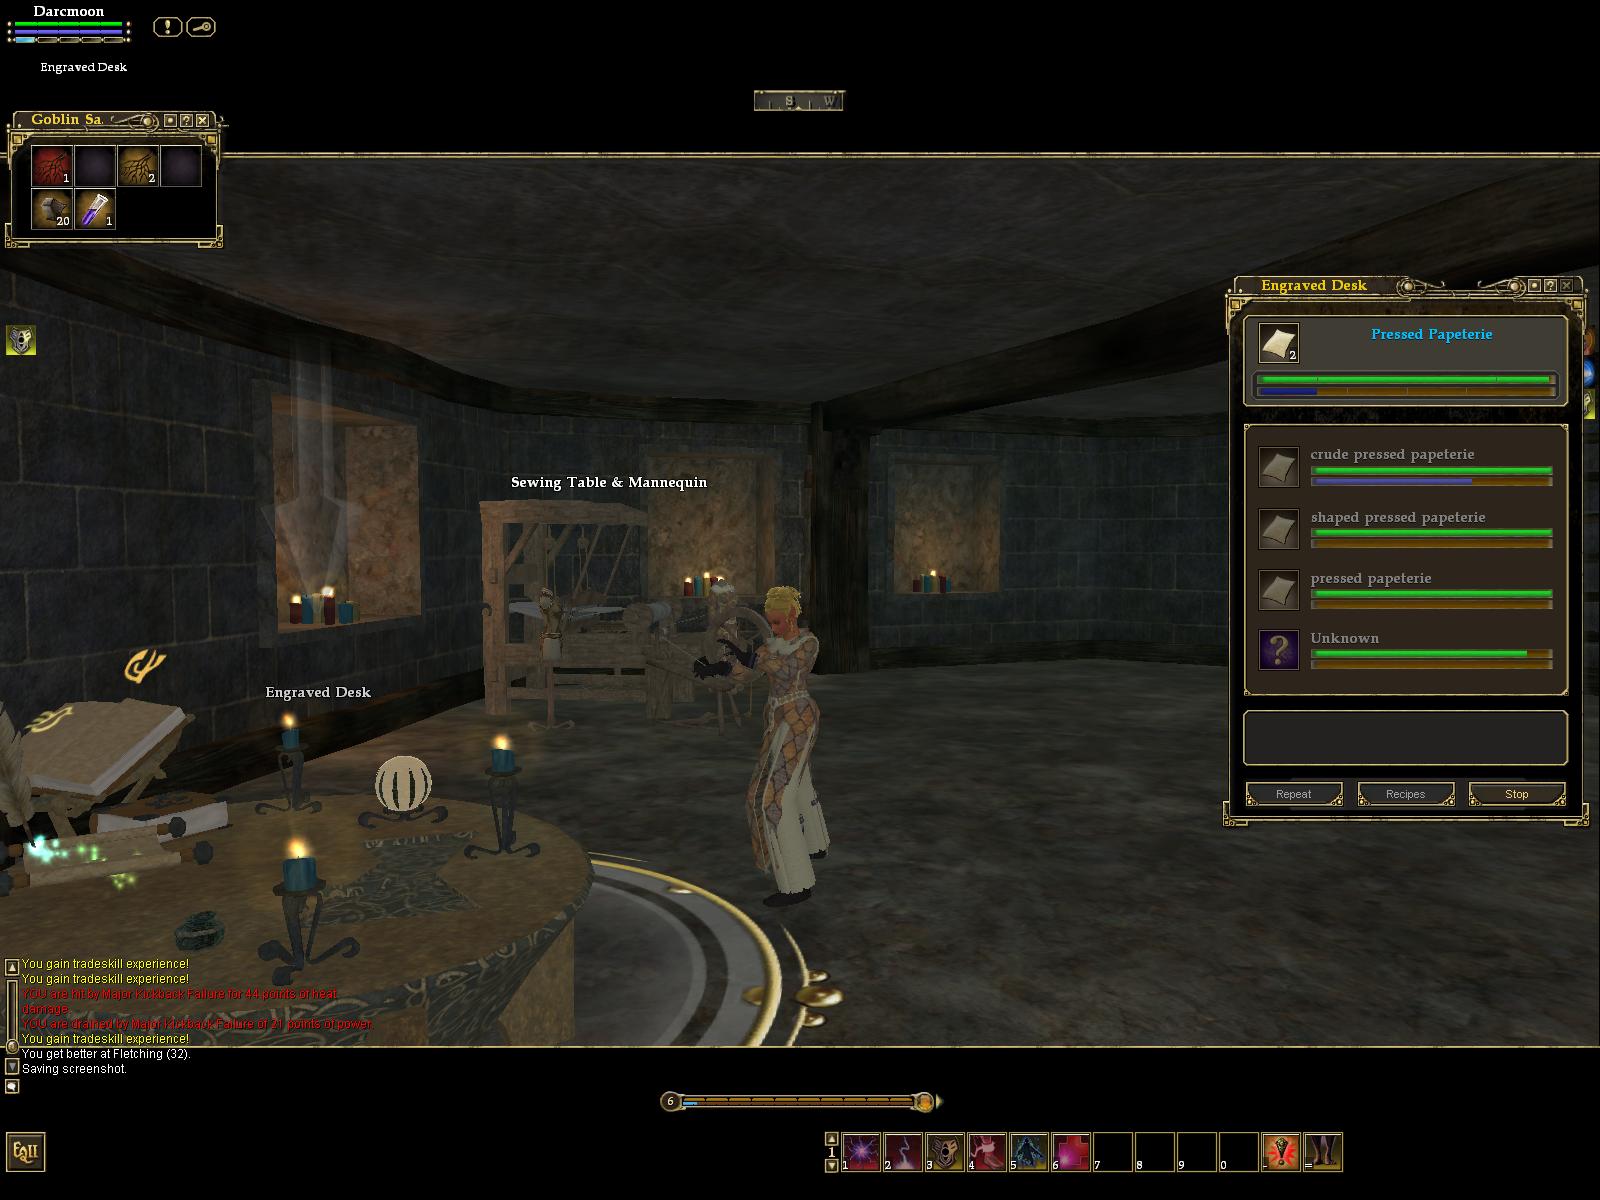 Darcmoon
Engraved Desk
S W
Goblin Sa.
1
2
20
1
Engraved Desk
Pressed Papeterie
2
crude pressed papeterie
shaped pressed papeterie
pressed papeterie
Unknown
Repeat
Recipes
Stop
Sewing Table & Mannequin
Engraved Desk
You gain tradeskill experience!
You gain tradeskill experience!
YOU are hit by Major Kickback Failure for 44 points of heat
damage.
YOU are drained by Major Kickback Failure of 21 points of power.
You gain tradeskill experience!
You get better at Fletching (32).
Saving screenshot.
6
EQII
1
1 2 3 4 5 6 7 8 9 0 - =